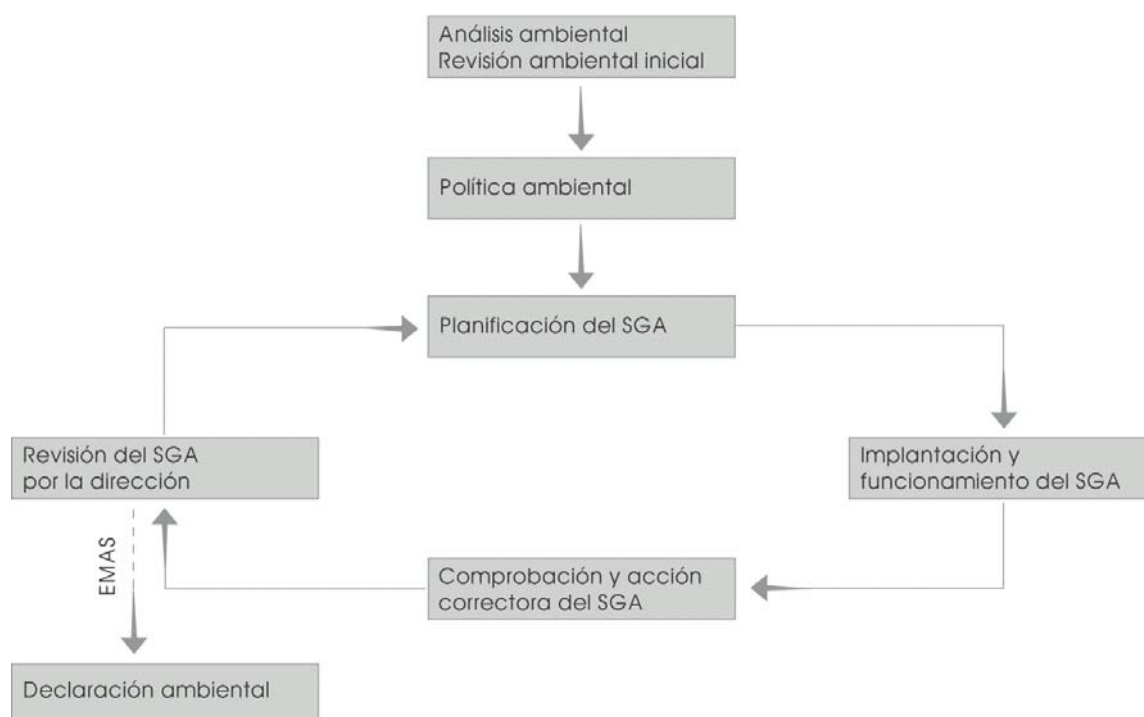 Análisis ambiental
Revisión ambiental inicial
Política ambiental
Planificación del SGA
Revisión del SGA
por la dirección
Implantación y
funcionamiento del SGA
EMAS
Comprobación y acción
correctora del SGA
Declaración ambiental